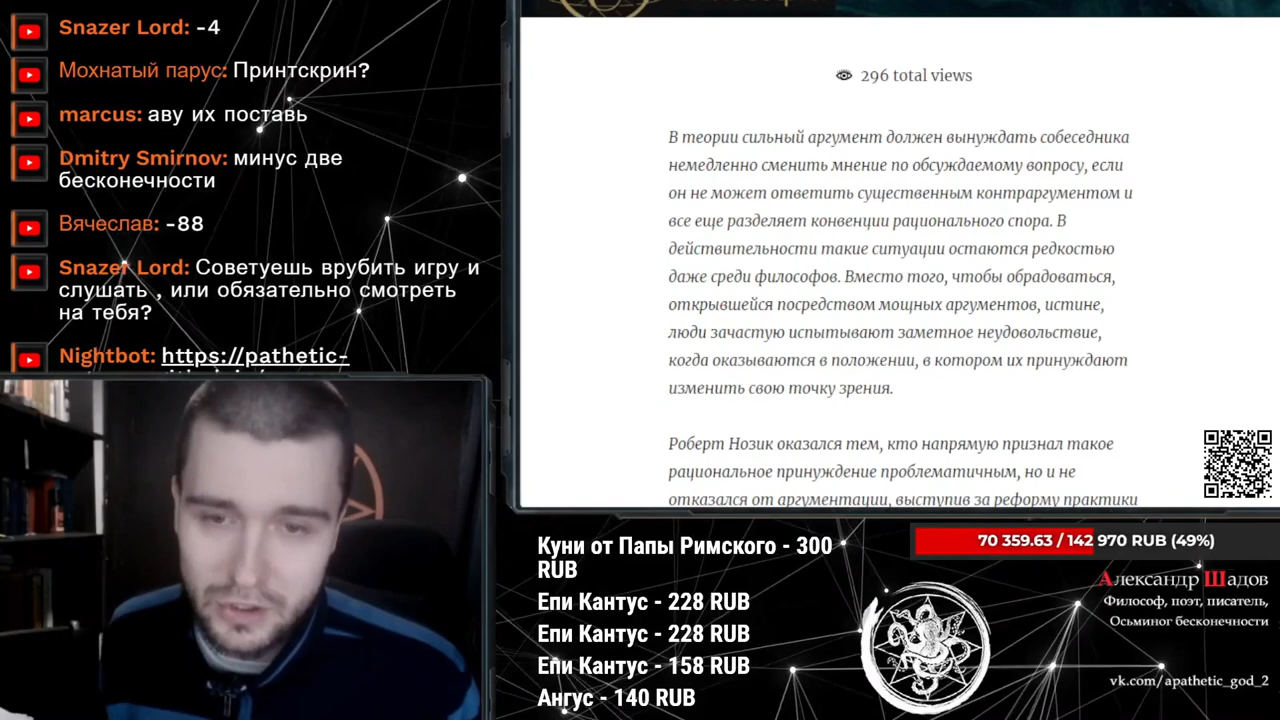 Snazer Lord: -4
Мохнатый парус: Принтскрин?
marcus: аву их поставь
Dmitry Smirnov: минус две
бесконечности
Вячеслав: -88
Snazer Lord: Советуешь врубить игру и
слушать , или обязательно смотреть
на тебя?
Nightbot: https://pathetic-
296 total views
В теории сильный аргумент должен вынуждать собеседника
немедленно сменить мнение по обсуждаемому вопросу, если
он не может ответить существенным контраргументом и
все еще разделяет конвенции рационального спора. В
действительности такие ситуации остаются редкостью
даже среди философов. Вместо того, чтобы обрадоваться,
открывшейся посредством мощных аргументов, истине,
люди зачастую испытывают заметное неудовольствие,
когда оказываются в положении, в котором их принуждают
изменить свою точку зрения.
Роберт Нозик оказался тем, кто напрямую признал такое
рациональное принуждение проблематичным, но и не
отказался от аргументации, выступив за реформу практики
Куни от Папы Римского - 300
RUB
Епи Кантус - 228 RUB
Епи Кантус - 228 RUB
Епи Кантус - 158 RUB
Ангус - 140 RUB
70 359.63 / 142 970 RUB (49%)
Александр Шадов
Философ, поэт, писатель,
Осьминог бесконечности
vk.com/apathetic_god_2